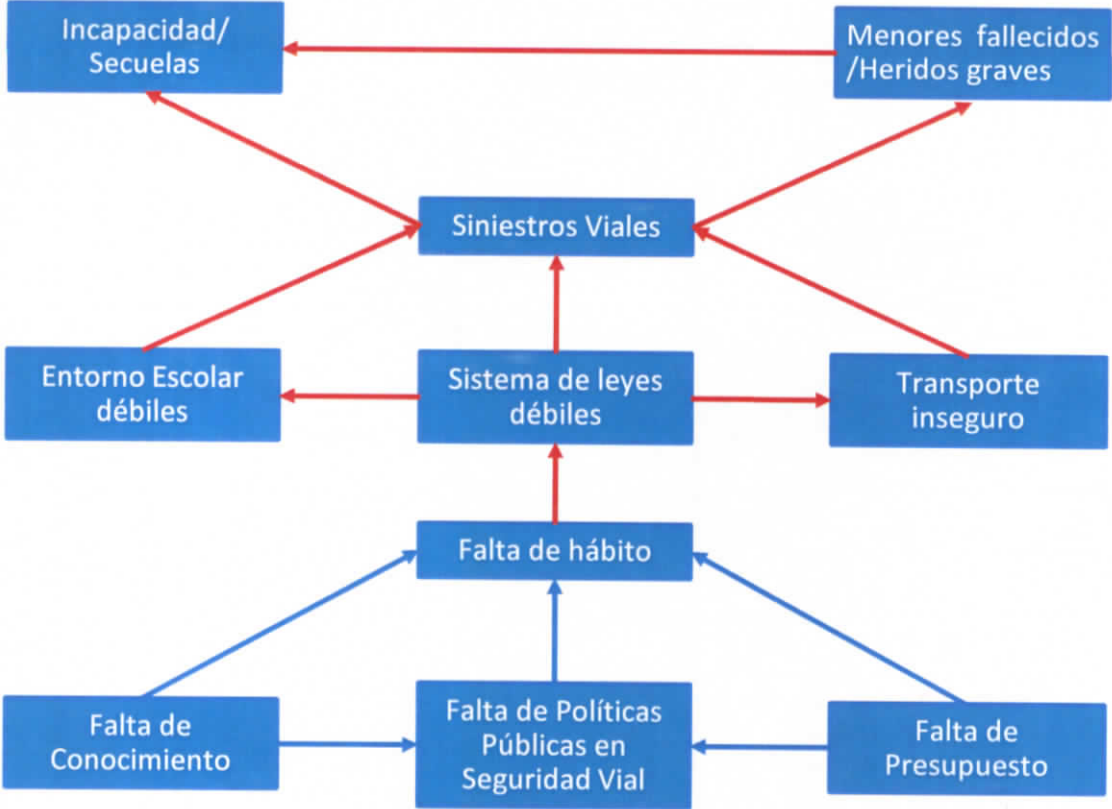 Incapacidad/
Secuelas
Menores fallecidos
/Heridos graves
Siniestros Viales
Entorno Escolar
débiles
Sistema de leyes
débiles
Transporte
inseguro
Falta de hábito
Falta de
Conocimiento
Falta de Políticas
Públicas en
Seguridad Vial
Falta de
Presupuesto